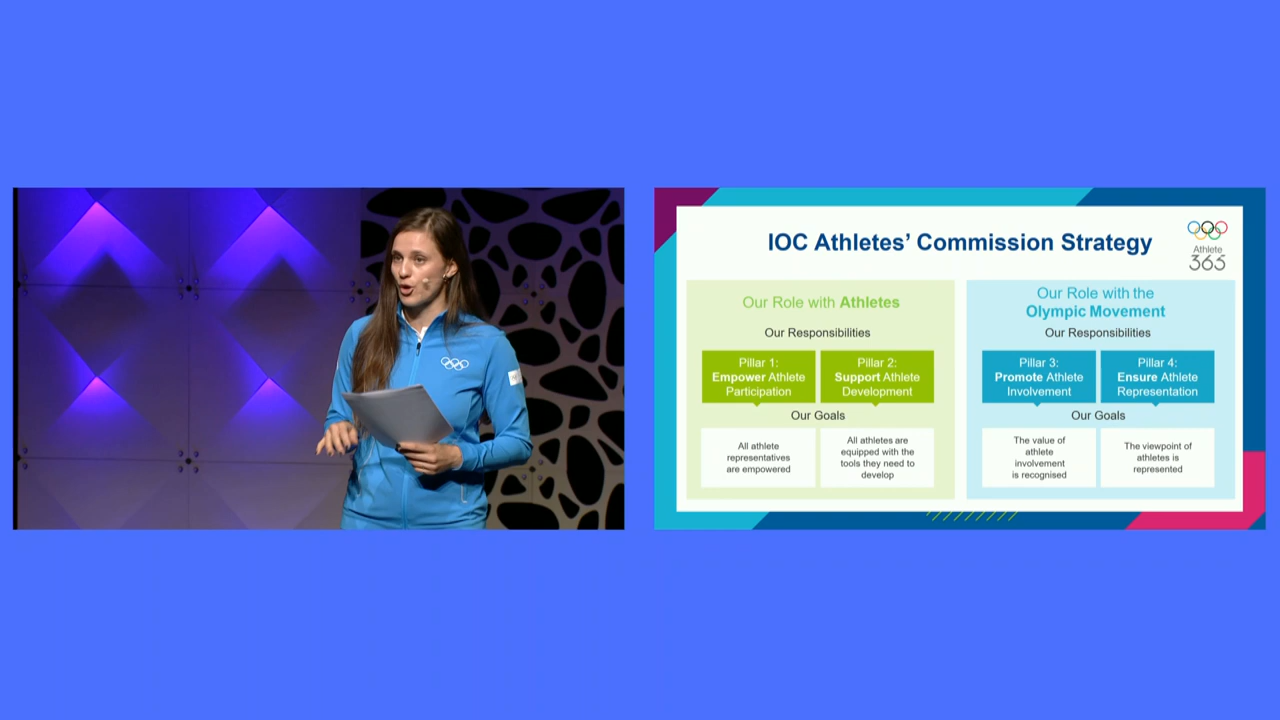 IOC Athletes’ Commission Strategy
Athlete
365
Our Role with Athletes
Our Responsibilities
Pillar 1:
Empower Athlete
Participation
Pillar 2:
Support Athlete
Development
Our Goals
All athlete
representatives
are empowered
All athletes are
equipped with the
tools they need to
develop
Our Role with the
Olympic Movement
Our Responsibilities
Pillar 3:
Promote Athlete
Involvement
Pillar 4:
Ensure Athlete
Representation
Our Goals
The value of
athlete
involvement
is recognised
The viewpoint of
athletes is
represented